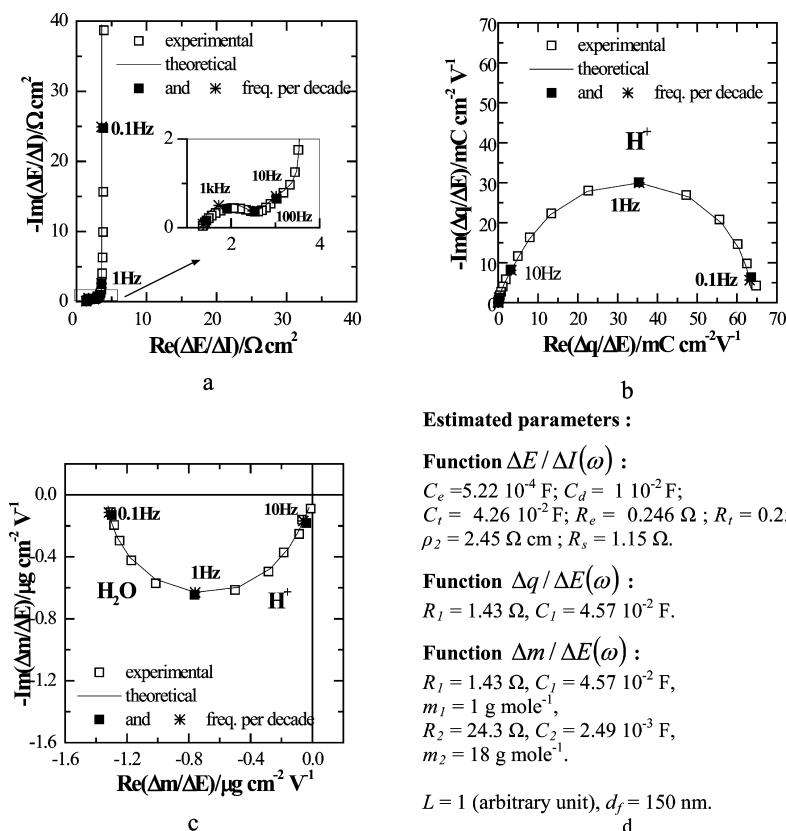 40
35
30
25
20
15
10
5
0
-Im(ΔE/ΔI)/Ω cm²
experimental
theoretical
and freq. per decade
0.1Hz
2
1kHz
10Hz
100Hz
0
2 4
1Hz
0 10 20 30 40
Re(ΔE/ΔI)/Ω cm²
a
70
60
50
40
30
20
10
0
-Im(Δq/ΔE)/mC cm⁻² V⁻¹
experimental
theoretical
and freq. per decade
H⁺
1Hz
10Hz
0.1Hz
0 10 20 30 40 50 60 70
Re(Δq/ΔE)/mC cm⁻²V⁻¹
b
0.0
-0.4
-0.8
-1.2
-1.6
-Im(Δm/ΔE)/μg cm⁻² V⁻¹
0.1Hz
10Hz
1Hz
H₂O
H⁺
experimental
theoretical
and freq. per decade
-1.6 -1.2 -0.8 -0.4 0.0
Re(Δm/ΔE)/μg cm⁻² V⁻¹
c
Estimated parameters :
Function ΔE / ΔI(ω) :
Cₑ =5.22 10⁻⁴ F; C_d = 1 10⁻² F;
Cₜ = 4.26 10⁻² F; Rₑ = 0.246 Ω ; Rₜ = 0.2
ρ₂ = 2.45 Ω cm ; Rₛ = 1.15 Ω.
Function Δq / ΔE(ω) :
R₁ = 1.43 Ω, C₁ = 4.57 10⁻² F.
Function Δm / ΔE(ω) :
R₁ = 1.43 Ω, C₁ = 4.57 10⁻² F,
m₁ = 1 g mole⁻¹,
R₂ = 24.3 Ω, C₂ = 2.49 10⁻³ F,
m₂ = 18 g mole⁻¹.
L = 1 (arbitrary unit), d_f = 150 nm.
d